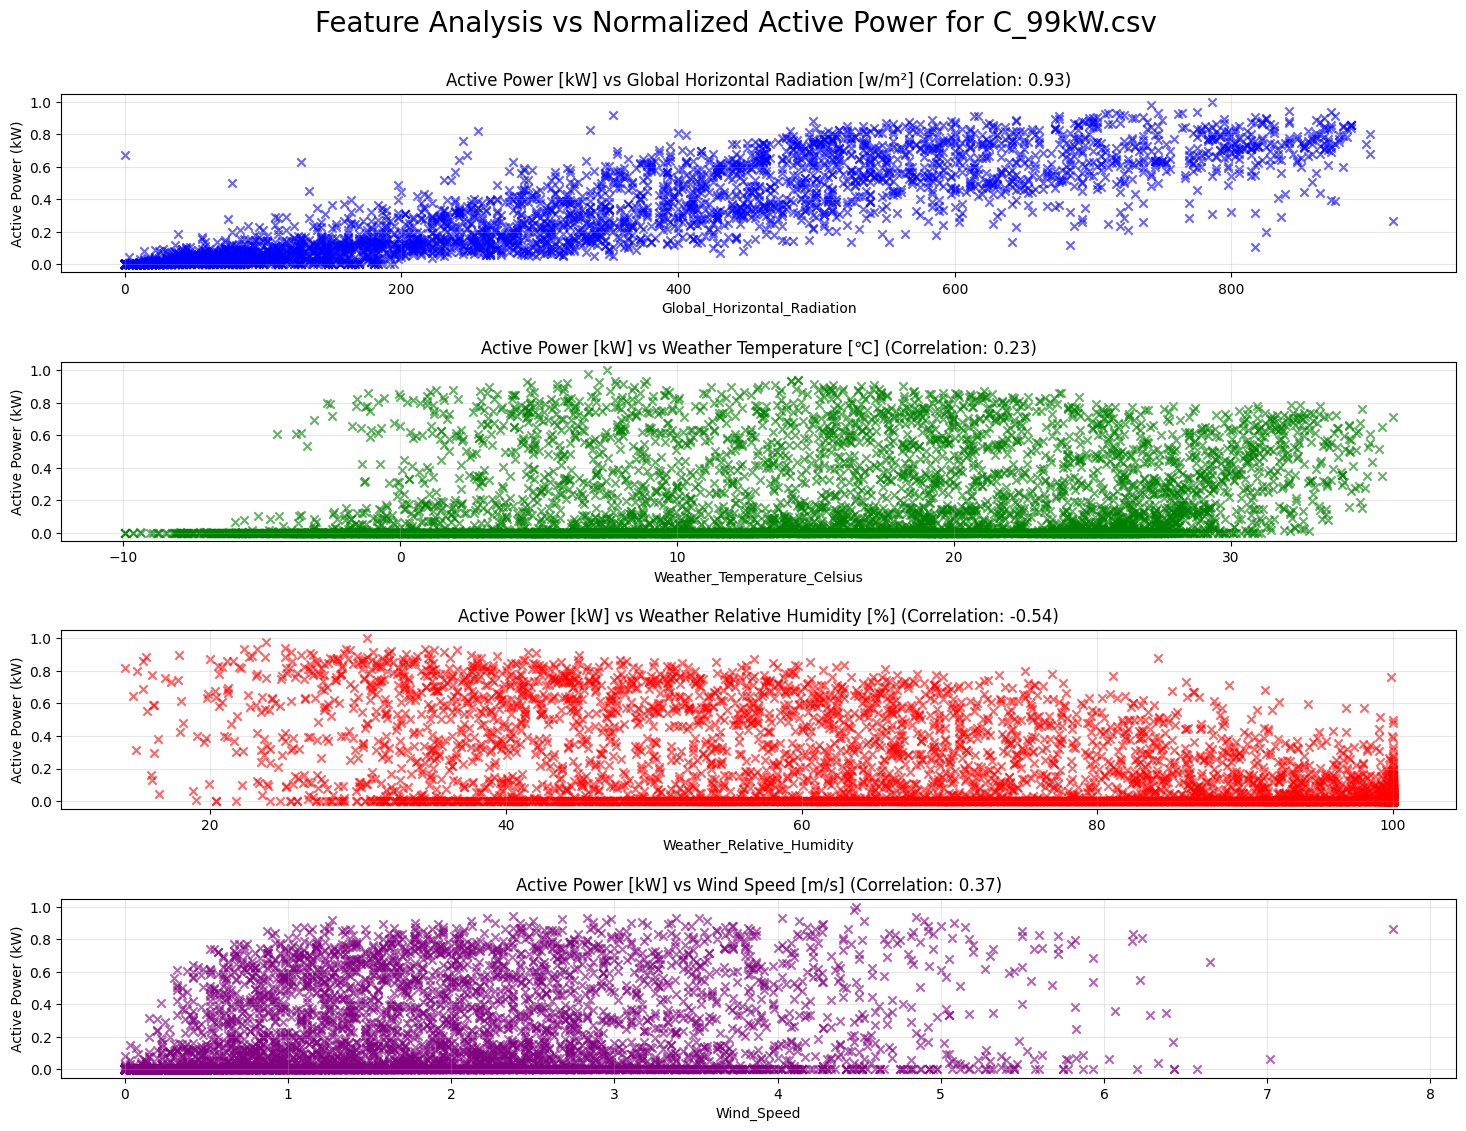 Feature Analysis vs Normalized Active Power for C_99kW.csv
Active Power [kW] vs Global Horizontal Radiation [w/m²] (Correlation: 0.93)
Active Power (kW)
1.0
0.8
0.6
0.4
0.2
0.0
0 200 400 600 800
Global_Horizontal_Radiation
Active Power [kW] vs Weather Temperature [℃] (Correlation: 0.23)
Active Power (kW)
1.0
0.8
0.6
0.4
0.2
0.0
−10 0 10 20 30
Weather_Temperature_Celsius
Active Power [kW] vs Weather Relative Humidity [%] (Correlation: -0.54)
Active Power (kW)
1.0
0.8
0.6
0.4
0.2
0.0
20 40 60 80 100
Weather_Relative_Humidity
Active Power [kW] vs Wind Speed [m/s] (Correlation: 0.37)
Active Power (kW)
1.0
0.8
0.6
0.4
0.2
0.0
0 1 2 3 4 5 6 7 8
Wind_Speed